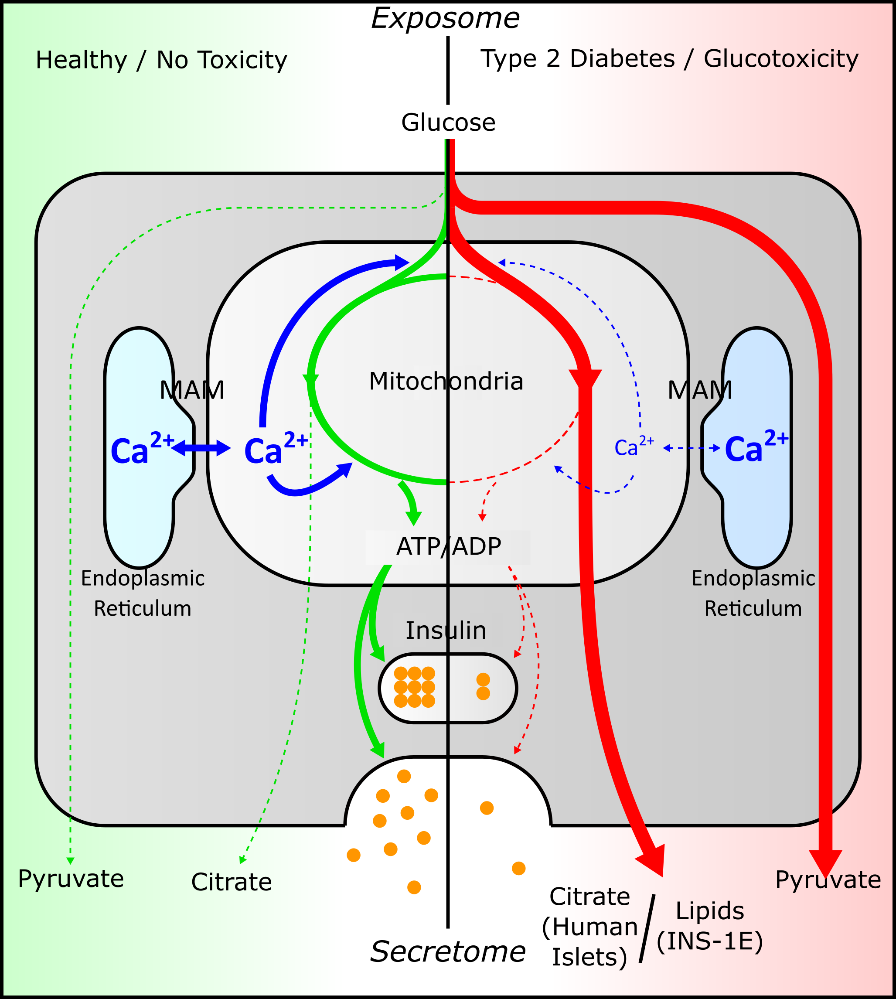 Exposome
Healthy / No Toxicity
Type 2 Diabetes / Glucotoxicity
Glucose
Mitochondria
MAM
MAM
Ca²⁺
Ca²⁺
Ca²⁺
Ca²⁺
ATP/ADP
Endoplasmic
Reticulum
Endoplasmic
Reticulum
Insulin
Pyruvate
Citrate
Citrate
(Human
Islets)
/
Lipids
(INS-1E)
Pyruvate
Secretome